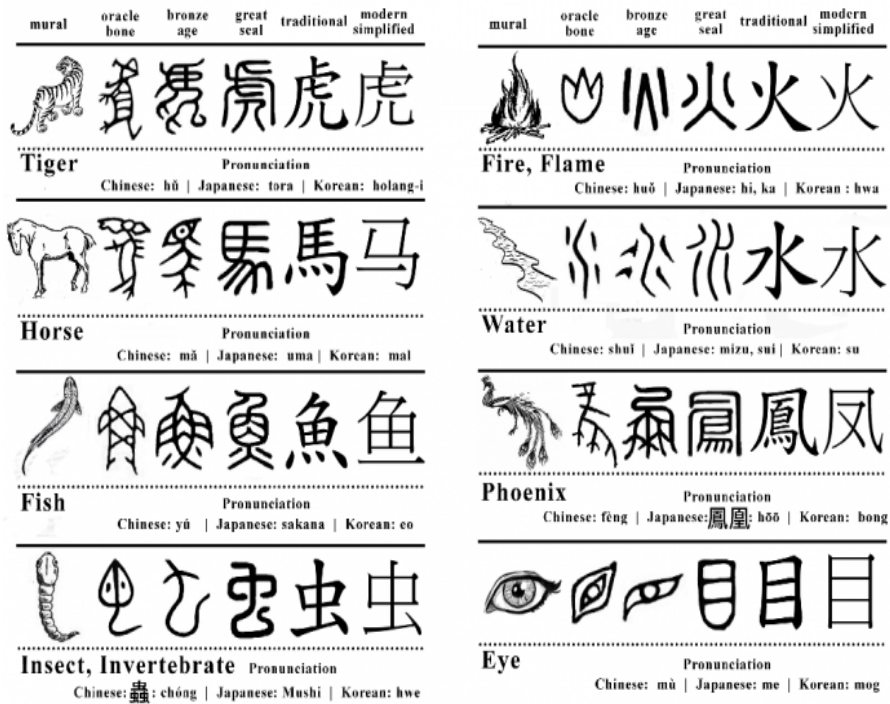 mural oracle bone bronze age great seal traditional modern simplified
虎 虎
Tiger Pronunciation
Chinese: hǔ | Japanese: tora | Korean: holang-i
馬 马
Horse Pronunciation
Chinese: mǎ | Japanese: uma | Korean: mal
魚 鱼
Fish Pronunciation
Chinese: yú | Japanese: sakana | Korean: eo
虫 虫
Insect, Invertebrate Pronunciation
Chinese: 蟲 : chóng | Japanese: Mushi | Korean: hwe
mural oracle bone bronze age great seal traditional modern simplified
火 火
Fire, Flame Pronunciation
Chinese: huǒ | Japanese: hi, ka | Korean : hwa
水 水
Water Pronunciation
Chinese: shuǐ | Japanese: mizu, sui | Korean: su
鳳 凤
Phoenix Pronunciation
Chinese: fèng | Japanese:鳳凰: hōō | Korean: bong
目 目
Eye Pronunciation
Chinese: mù | Japanese: me | Korean: mog